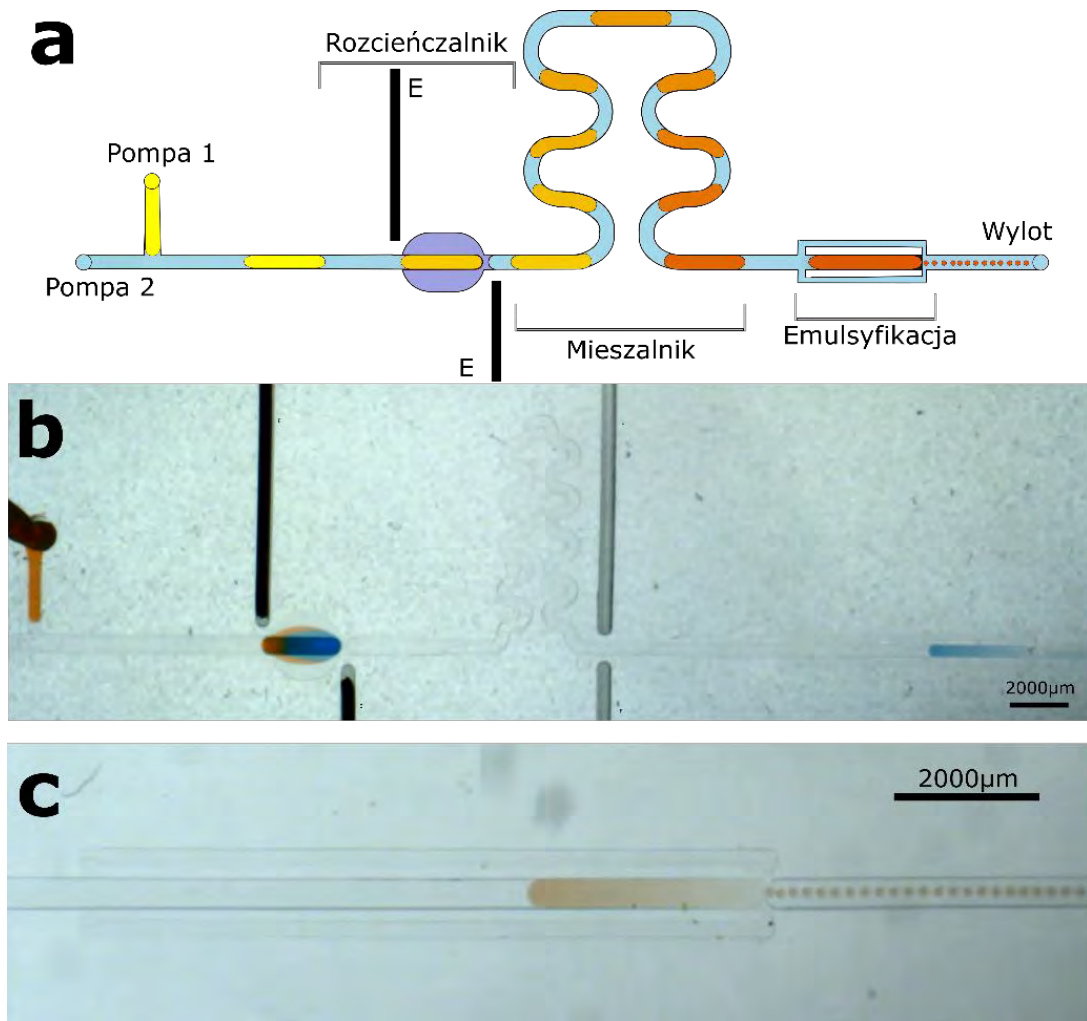 a
Rozcieńczalnik
E
Pompa 1
Wylot
Pompa 2
Emulsyfikacja
Mieszalnik
E
b
2000µm
c
2000µm